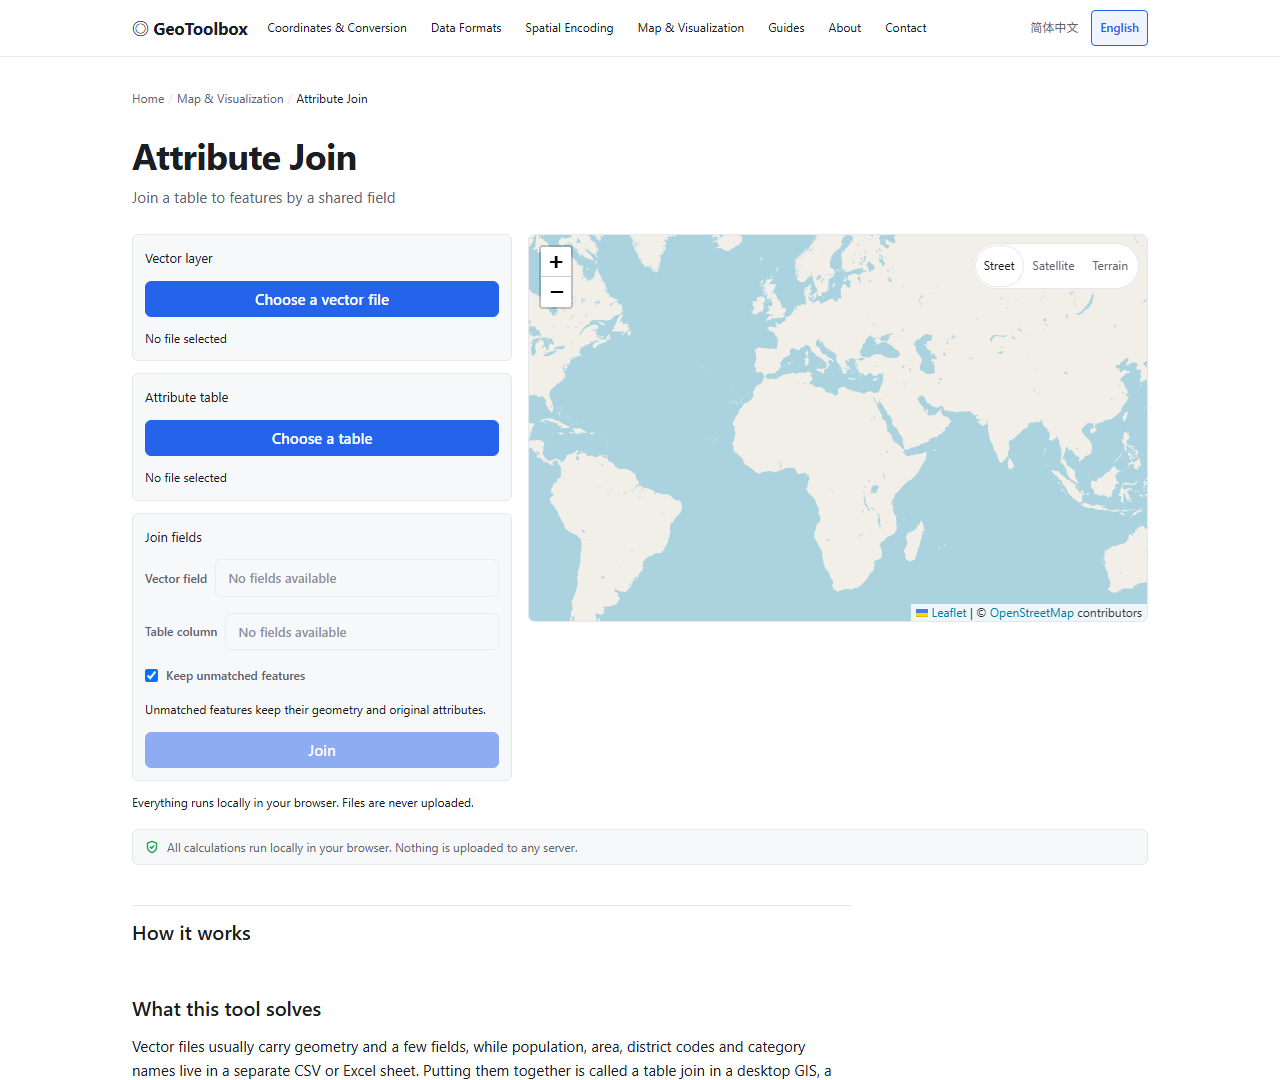 GeoToolbox Coordinates & Conversion Data Formats Spatial Encoding Map & Visualization Guides About Contact 简体中文 English
Home / Map & Visualization / Attribute Join
Attribute Join
Join a table to features by a shared field
Vector layer
Choose a vector file
No file selected
Attribute table
Choose a table
No file selected
Join fields
Vector field No fields available
Table column No fields available
Keep unmatched features
Unmatched features keep their geometry and original attributes.
Join
+
−
Street Satellite Terrain
Leaflet | © OpenStreetMap contributors
Everything runs locally in your browser. Files are never uploaded.
All calculations run locally in your browser. Nothing is uploaded to any server.
How it works
What this tool solves
Vector files usually carry geometry and a few fields, while population, area, district codes and category
names live in a separate CSV or Excel sheet. Putting them together is called a table join in a desktop GIS, a